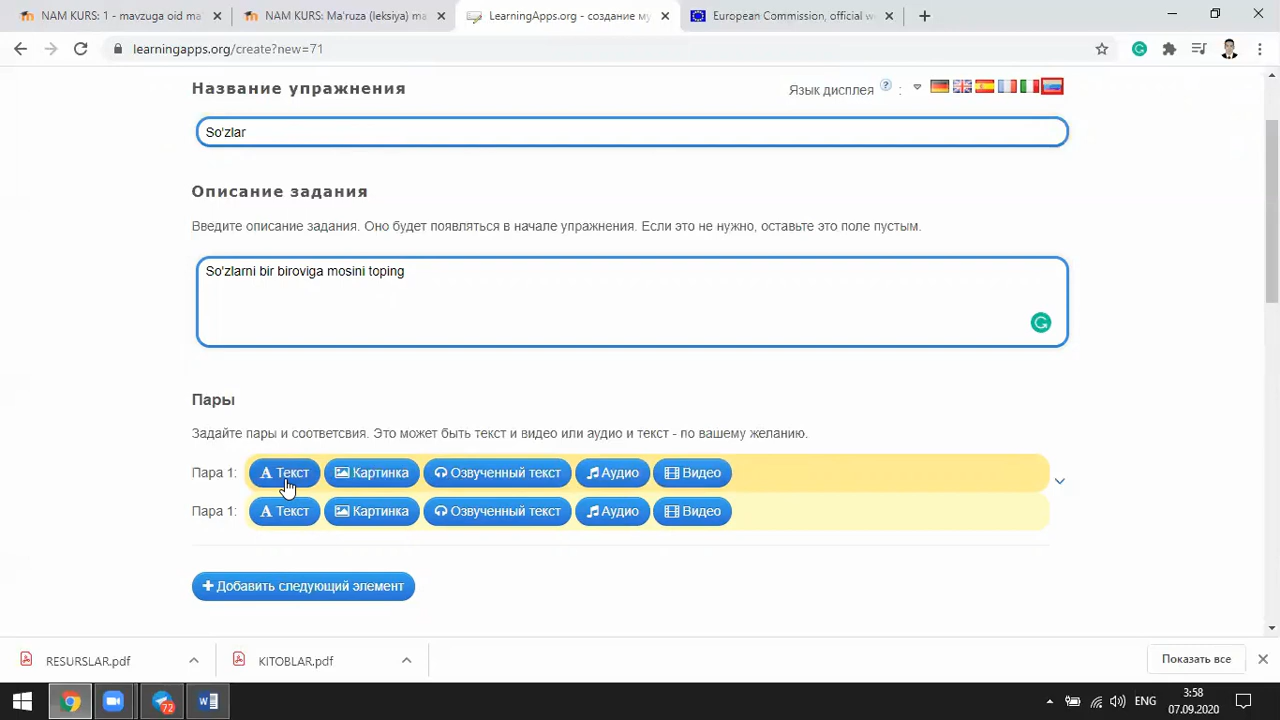 NAM KURS: 1 - mavzuga oid ma
NAM KURS: Ma'ruza (leksiya) m
LearningApps.org - создание му
European Commission, official w
learningapps.org/create?new=71
Название упражнения
Язык дисплея ? :
So'zlar
Описание задания
Введите описание задания. Оно будет появляться в начале упражнения. Если это не нужно, оставьте это поле пустым.
So'zlarni bir biroviga mosini toping
Пары
Задайте пары и соответсвия. Это может быть текст и видео или аудио и текст - по вашему желанию.
Пара 1: Текст Картинка Озвученный текст Аудио Видео
Пара 1: Текст Картинка Озвученный текст Аудио Видео
+ Добавить следующий элемент
RESURSLAR.pdf
KITOBLAR.pdf
Показать все
72
ENG
3:58
07.09.2020